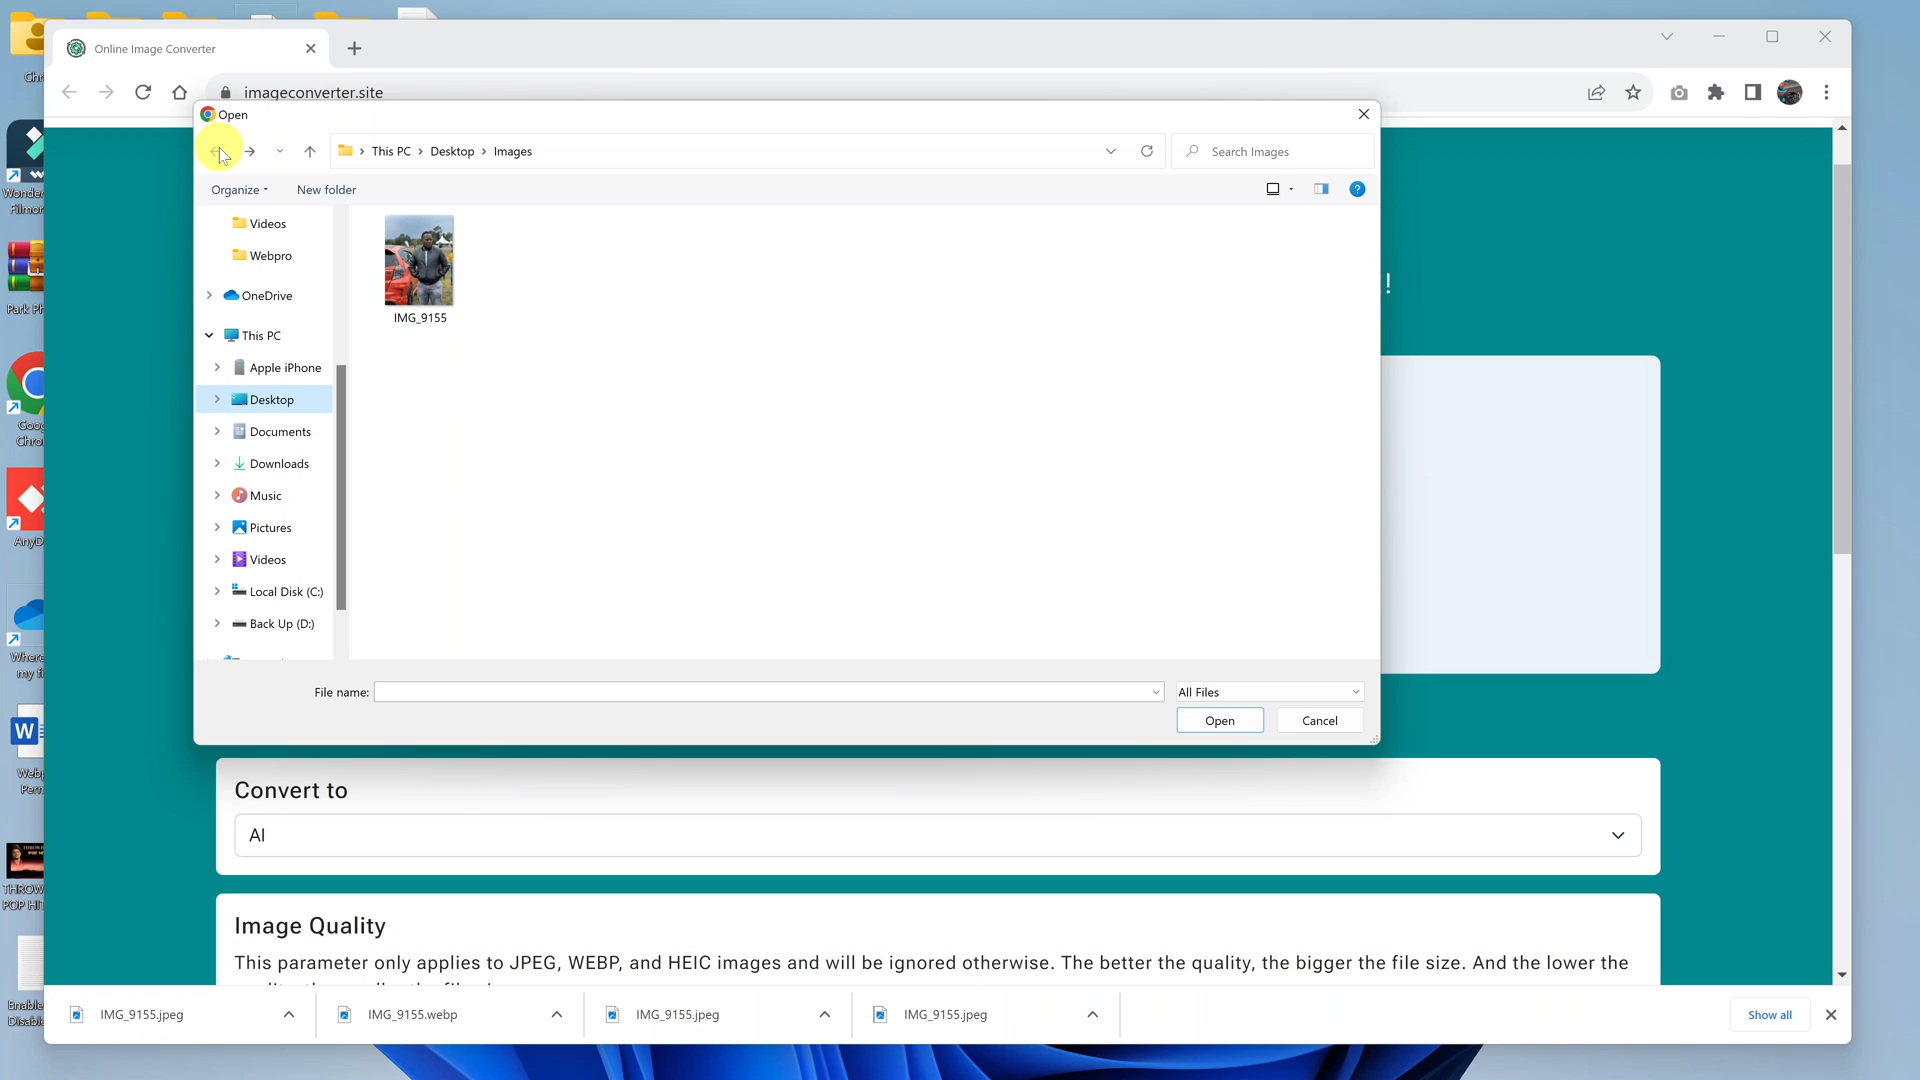 Online Image Converter
imageconverter.site
Open
This PC
Desktop
Images
Search Images
Organize
New folder
?
Videos
Webpro
OneDrive
This PC
Apple iPhone
Desktop
Documents
Downloads
Music
Pictures
Videos
Local Disk (C:)
Back Up (D:)
IMG_9155
File name:
All Files
Open
Cancel
!
Convert to
AI
Image Quality
This parameter only applies to JPEG, WEBP, and HEIC images and will be ignored otherwise. The better the quality, the bigger the file size. And the lower the
IMG_9155.jpeg
IMG_9155.webp
IMG_9155.jpeg
IMG_9155.jpeg
Show all